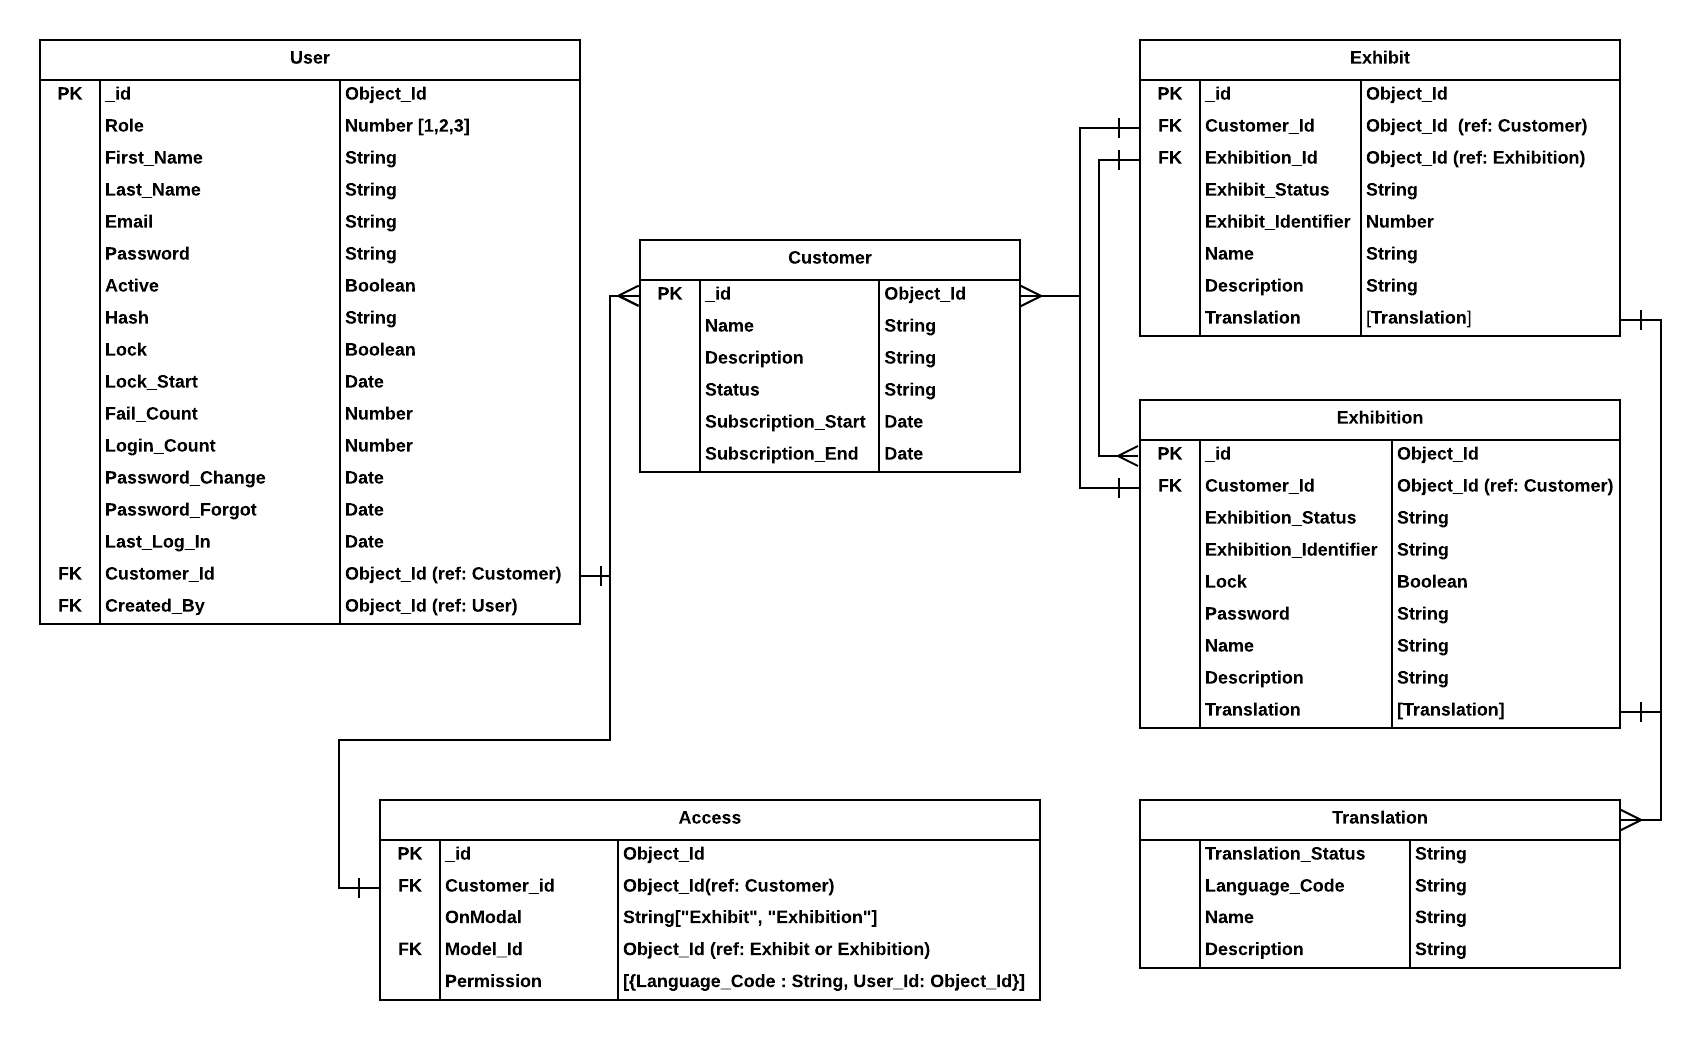 User
PK _id Object_Id
Role Number [1,2,3]
First_Name String
Last_Name String
Email String
Password String
Active Boolean
Hash String
Lock Boolean
Lock_Start Date
Fail_Count Number
Login_Count Number
Password_Change Date
Password_Forgot Date
Last_Log_In Date
FK Customer_Id Object_Id (ref: Customer)
FK Created_By Object_Id (ref: User)
Customer
PK _id Object_Id
Name String
Description String
Status String
Subscription_Start Date
Subscription_End Date
Exhibit
PK _id Object_Id
FK Customer_Id Object_Id (ref: Customer)
FK Exhibition_Id Object_Id (ref: Exhibition)
Exhibit_Status String
Exhibit_Identifier Number
Name String
Description String
Translation [Translation]
Exhibition
PK _id Object_Id
FK Customer_Id Object_Id (ref: Customer)
Exhibition_Status String
Exhibition_Identifier String
Lock Boolean
Password String
Name String
Description String
Translation [Translation]
Access
PK _id Object_Id
FK Customer_id Object_Id(ref: Customer)
OnModal String["Exhibit", "Exhibition"]
FK Model_Id Object_Id (ref: Exhibit or Exhibition)
Permission [{Language_Code : String, User_Id: Object_Id}]
Translation
Translation_Status String
Language_Code String
Name String
Description String